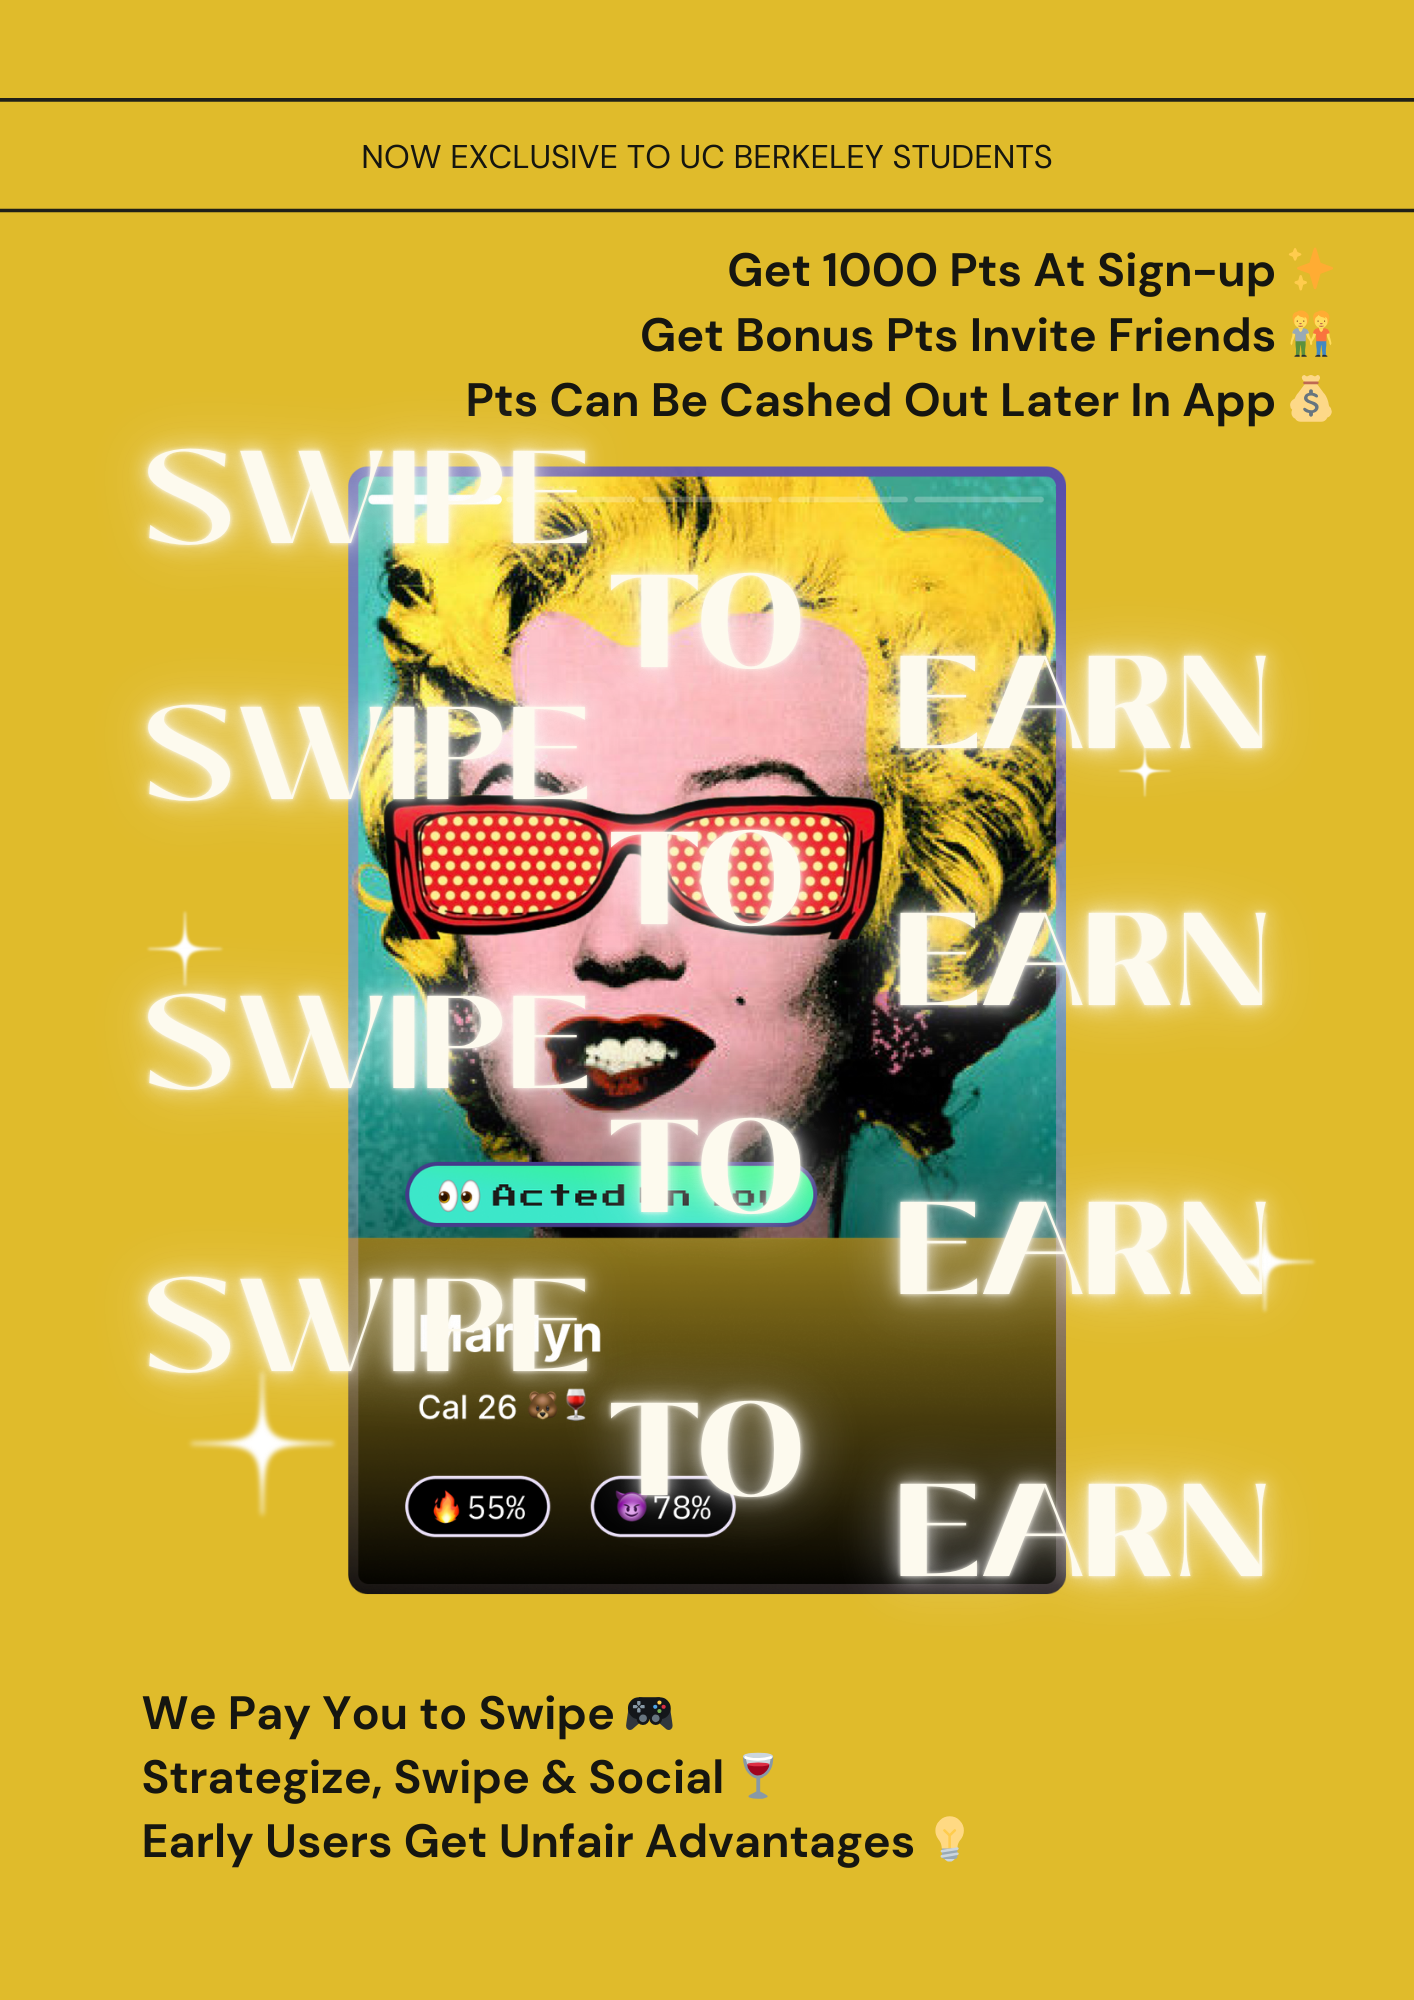 NOW EXCLUSIVE TO UC BERKELEY STUDENTS
Get 1000 Pts At Sign-up ✨
Get Bonus Pts Invite Friends 👫
Pts Can Be Cashed Out Later In App 💰
SWIPE
TO
EARN
SWIPE
TO
EARN
SWIPE
TO
EARN
👀 Acted
SWIPE
TO
EARN
Marilyn
Cal 26 🐻🍷
🔥 55%
😈 78%
We Pay You to Swipe 🎮
Strategize, Swipe & Social 🍷
Early Users Get Unfair Advantages 💡